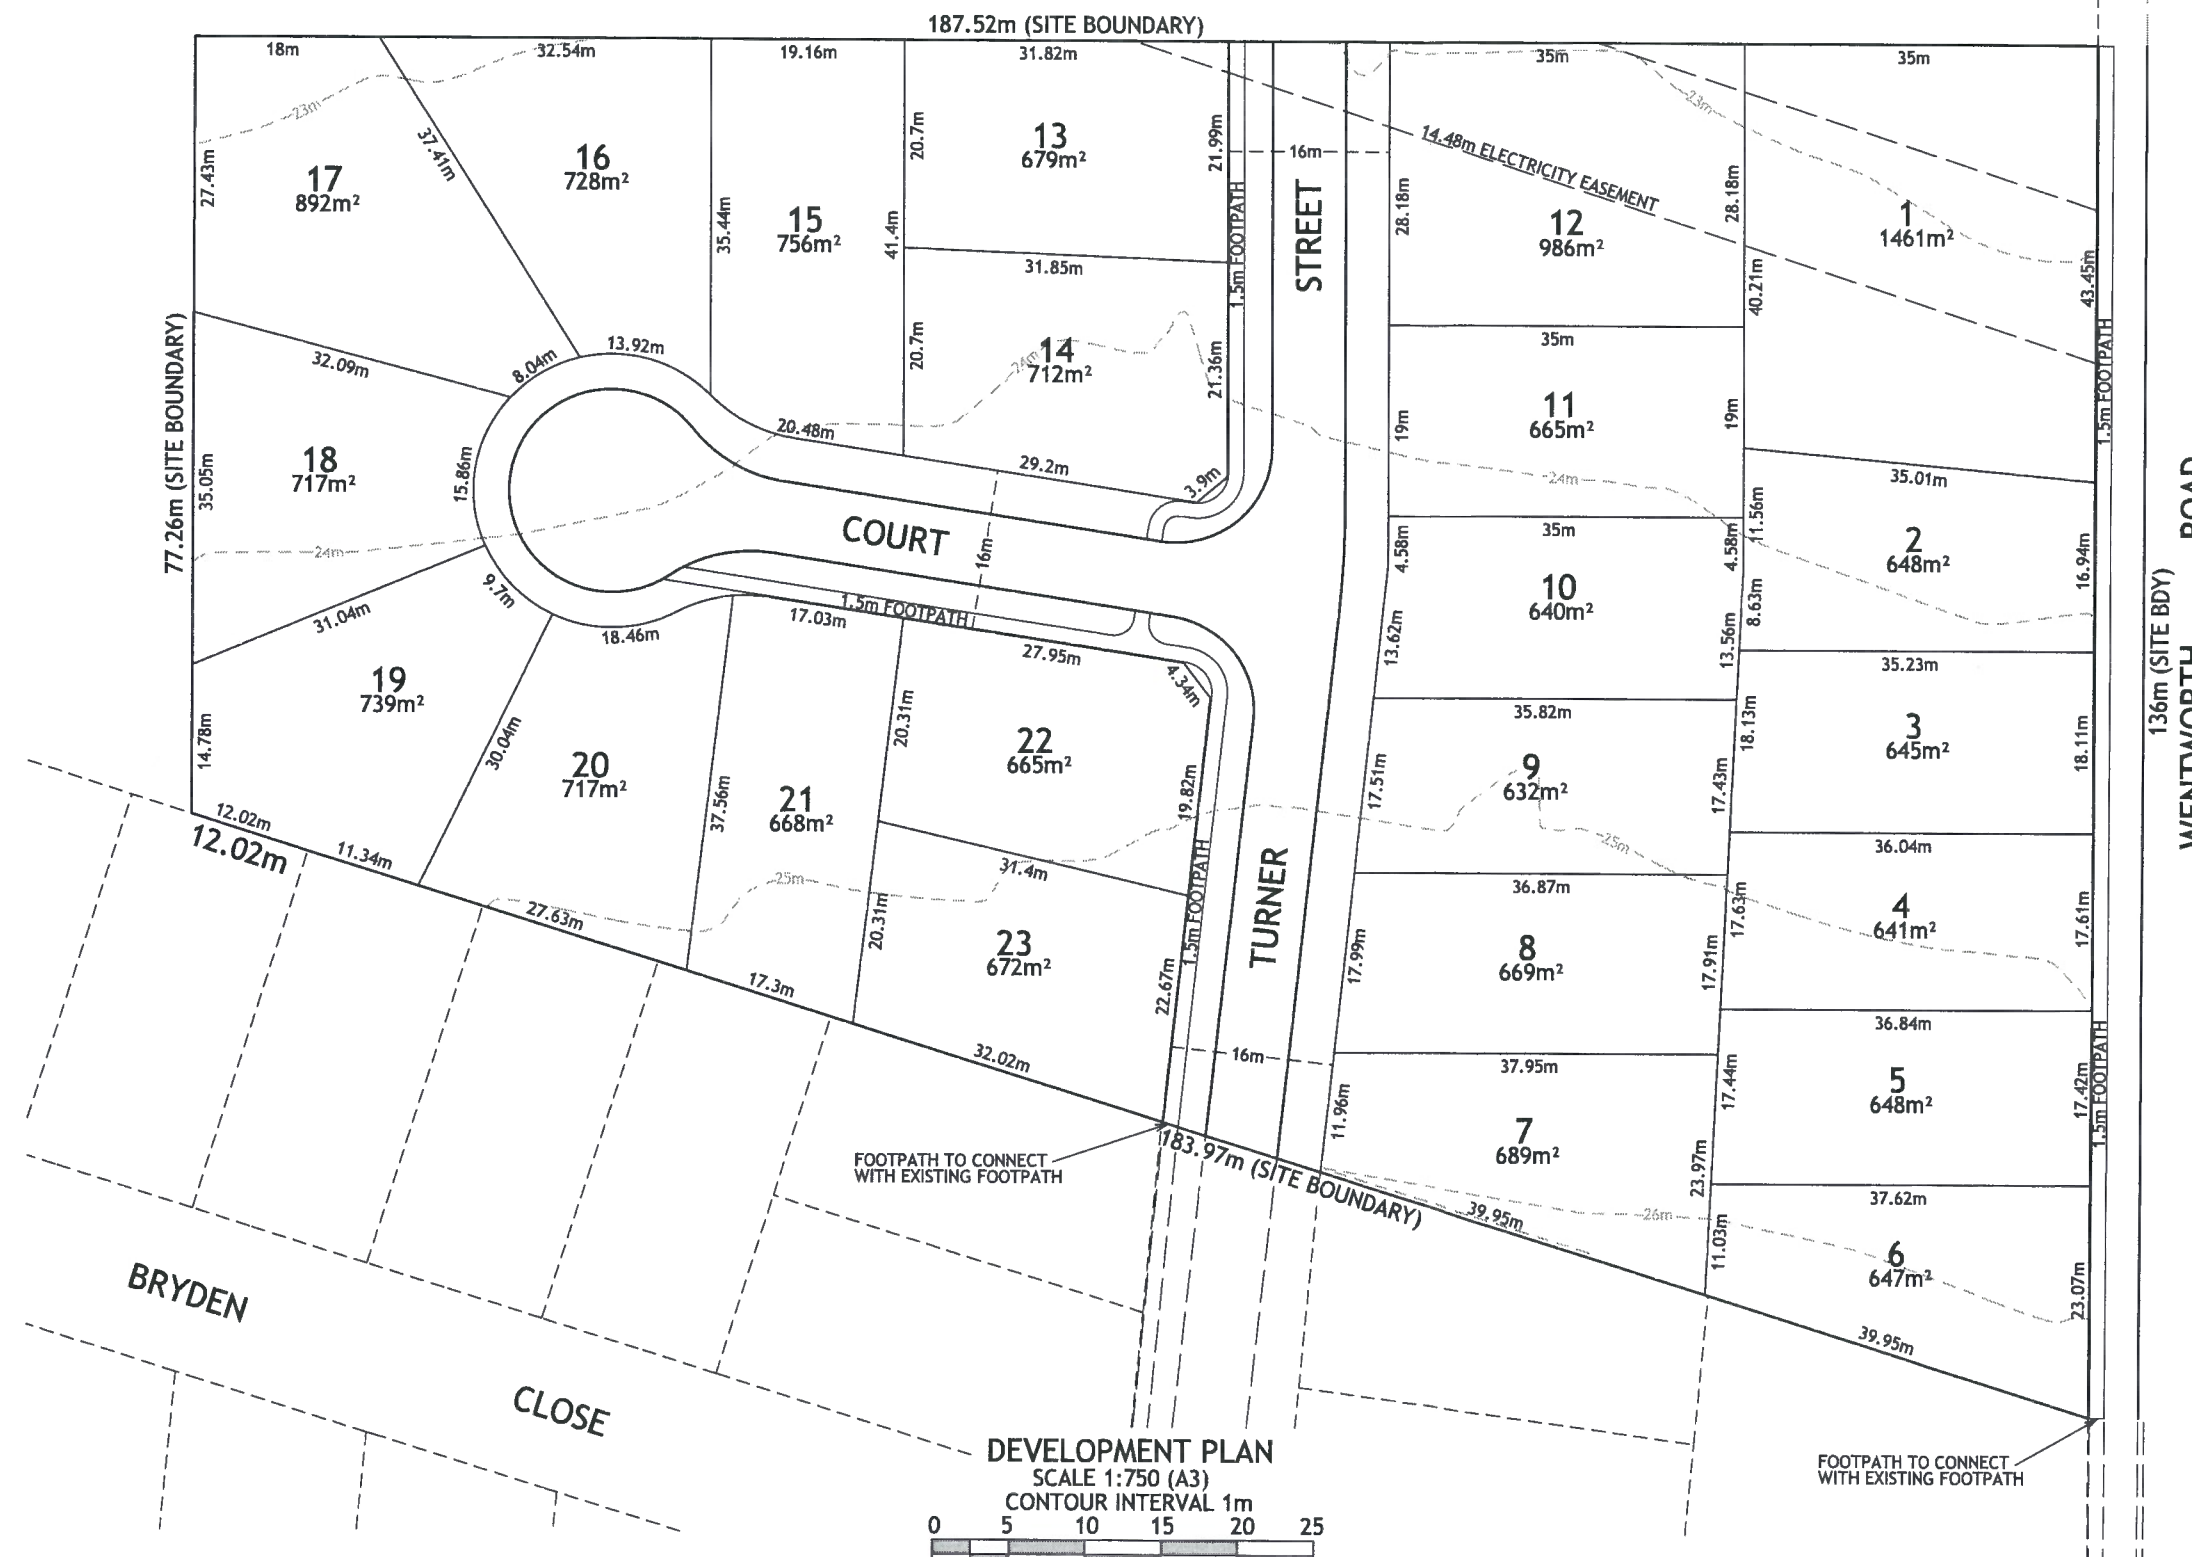 187.52m (SITE BOUNDARY)
18m
32.54m
19.16m
31.82m
35m
35m
23m
27.43m
37.41m
17
892m²
16
728m²
35.44m
15
756m²
41.4m
20.7m
13
679m²
21.99m
16m
1.5m FOOTPATH
STREET
31.85m
20.7m
14
712m²
24m
21.36m
14.48m ELECTRICITY EASEMENT
23m
28.18m
12
986m²
28.18m
1
1461m²
40.21m
43.45m
1.5m FOOTPATH
35m
19m
11
665m²
19m
77.26m (SITE BOUNDARY)
32.09m
8.04m
13.92m
20.48m
29.2m
3.9m
35.05m
18
717m²
15.86m
24m
COURT
16m
24m
35m
35.01m
4.58m
10
640m²
4.58m
11.56m
2
648m²
16.94m
13.62m
13.56m
8.63m
31.04m
9.7m
18.46m
17.03m
1.5m FOOTPATH
27.95m
4.34m
35.23m
136m (SITE BDY)
WENTWORTH ROAD
14.78m
19
739m²
30.04m
20
717m²
37.56m
21
668m²
20.31m
22
665m²
19.82m
35.82m
17.51m
9
632m²
17.43m
18.13m
3
645m²
18.11m
12.02m
12.02m
11.34m
27.63m
25m
31.4m
1.5m FOOTPATH
TURNER
25m
36.04m
36.87m
17.99m
8
669m²
17.91m
17.63m
4
641m²
17.61m
20.31m
23
672m²
22.67m
17.3m
32.02m
16m
36.84m
37.95m
11.96m
7
689m²
23.97m
17.44m
5
648m²
17.42m
1.5m FOOTPATH
FOOTPATH TO CONNECT
WITH EXISTING FOOTPATH
183.97m (SITE BOUNDARY)
39.95m
26m
37.62m
11.03m
6
647m²
23.07m
39.95m
BRYDEN
CLOSE
FOOTPATH TO CONNECT
WITH EXISTING FOOTPATH
DEVELOPMENT PLAN
SCALE 1:750 (A3)
CONTOUR INTERVAL 1m
0 5 10 15 20 25